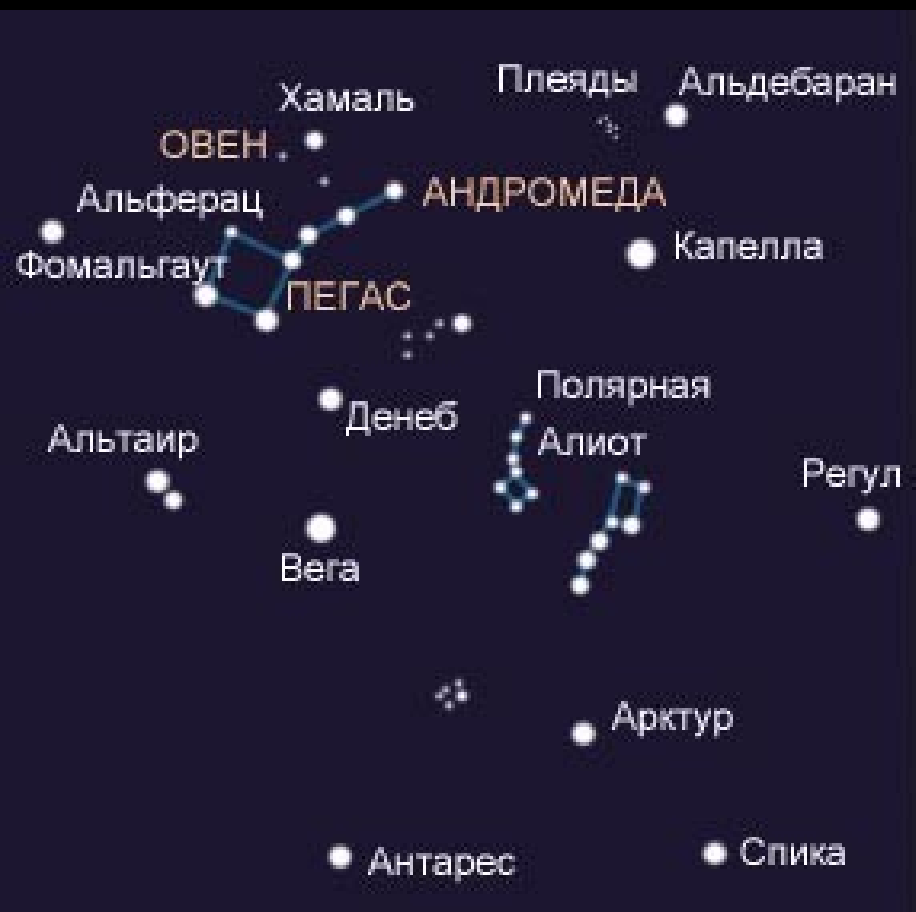 Плеяды
Альдебаран
Хамаль
ОВЕН
Альферац
АНДРОМЕДА
Капелла
Фомальгаут
ПЕГАС
Полярная
Денеб
Альтаир
Алиот
Регул
Вега
Арктур
Антарес
Спика